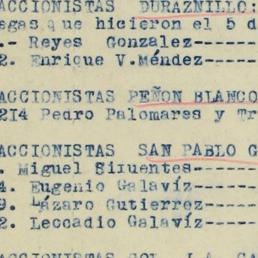 ACCIONISTAS DURAZNILLO:
egas que hicieron el 5 d
.- Reyes Gonzalez------
2. Enrique V.Méndez-----
ACCIONISTAS PEÑON BLANCO
214 Pedro Palomares y Tr
ACCIONISTAS SAN PABLO G
. Miguel Sifuentes-----
4. Eugenio Galavíz-----
9. Lázaro Gutierrez----
2. Leocadio Galavíz----